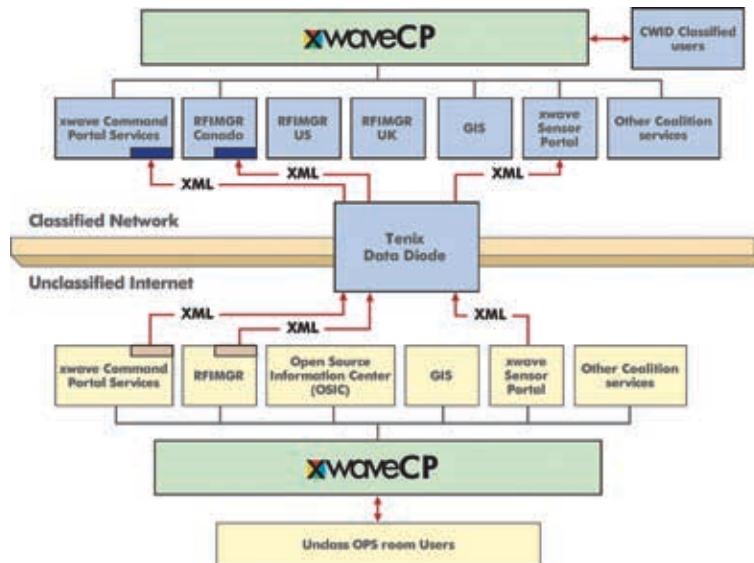 xwaveCP
CWID Classified
users
xwave Command
Portal Services
RFIMGR
Canada
RFIMGR
US
RFIMGR
UK
GIS
xwave
Sensor
Portal
Other Coalition
services
XML
XML
XML
Classified Network
Tenix
Data Diode
Unclassified Internet
XML
XML
XML
xwave Command
Portal Services
RFIMGR
Open Source
Information Center
(OSIC)
GIS
xwave
Sensor
Portal
Other Coalition
services
xwaveCP
Unclass OPS room Users